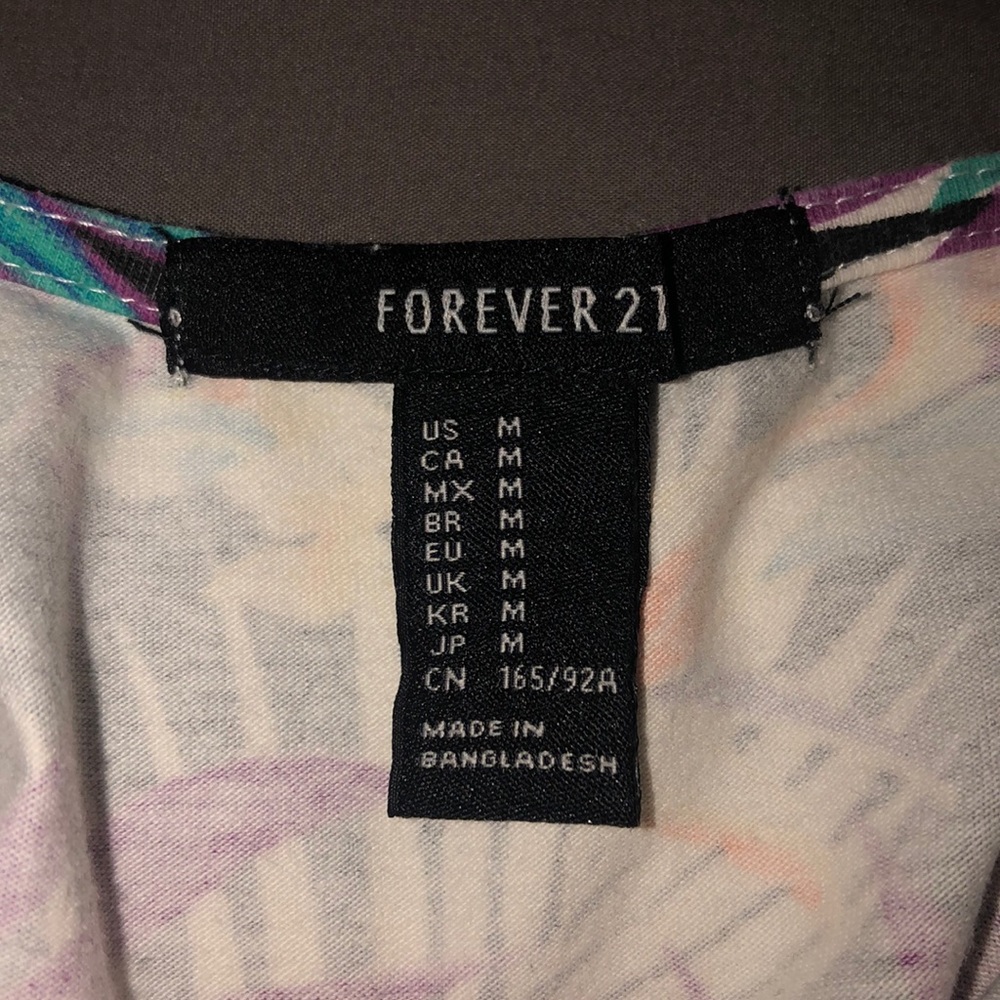 FOREVER 21
US M
CA M
MX M
BR M
EU M
UK M
KR M
JP M
CN 165/92A
MADE IN
BANGLADESH